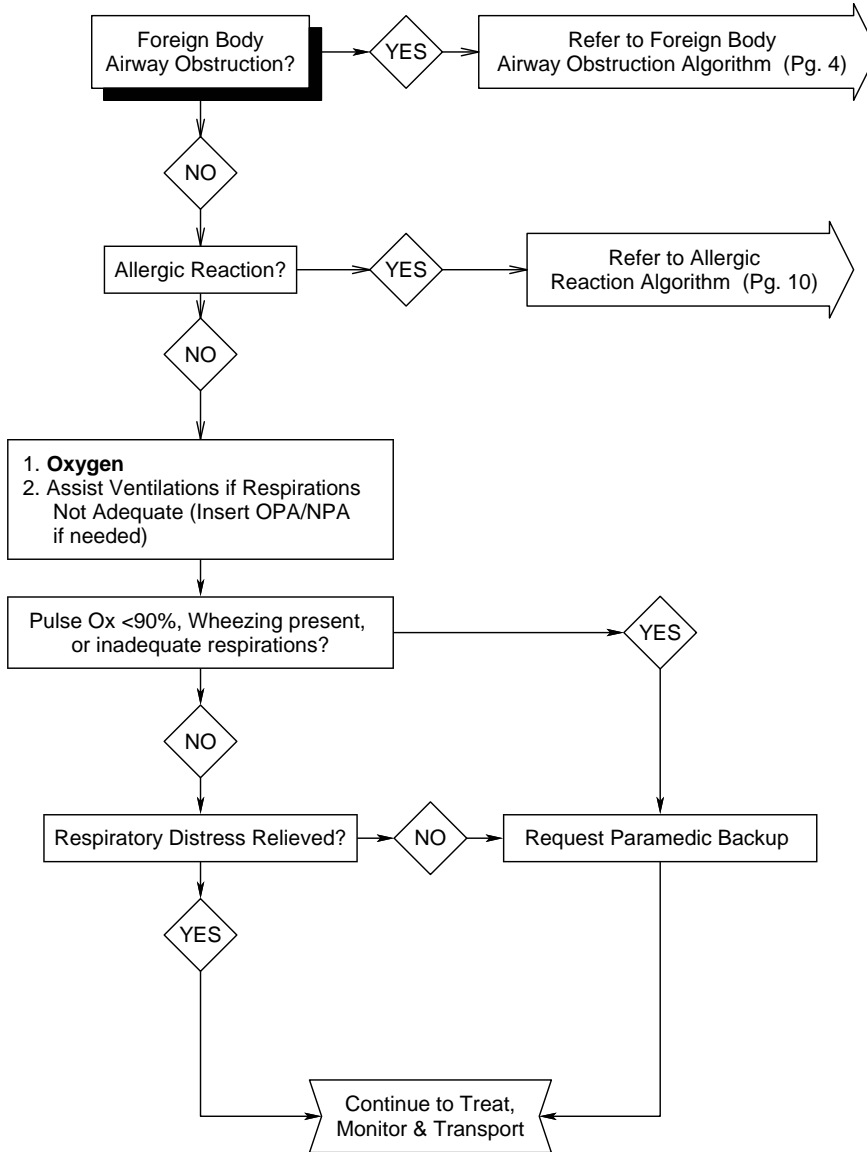 Foreign Body
Airway Obstruction?
YES
Refer to Foreign Body
Airway Obstruction Algorithm (Pg. 4)
NO
Allergic Reaction?
YES
Refer to Allergic
Reaction Algorithm (Pg. 10)
NO
1. Oxygen
2. Assist Ventilations if Respirations
Not Adequate (Insert OPA/NPA
if needed)
Pulse Ox <90%, Wheezing present,
or inadequate respirations?
YES
NO
Respiratory Distress Relieved?
NO
Request Paramedic Backup
YES
Continue to Treat,
Monitor & Transport